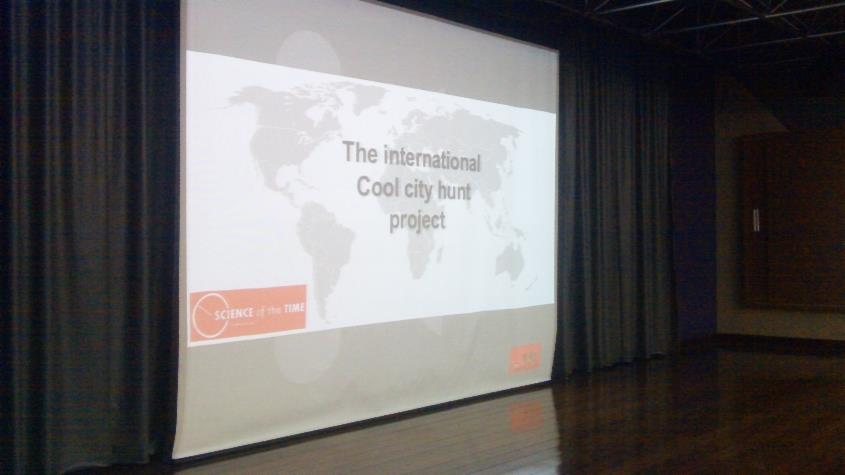 The international
Cool city hunt
project
SCIENCE of the TIME